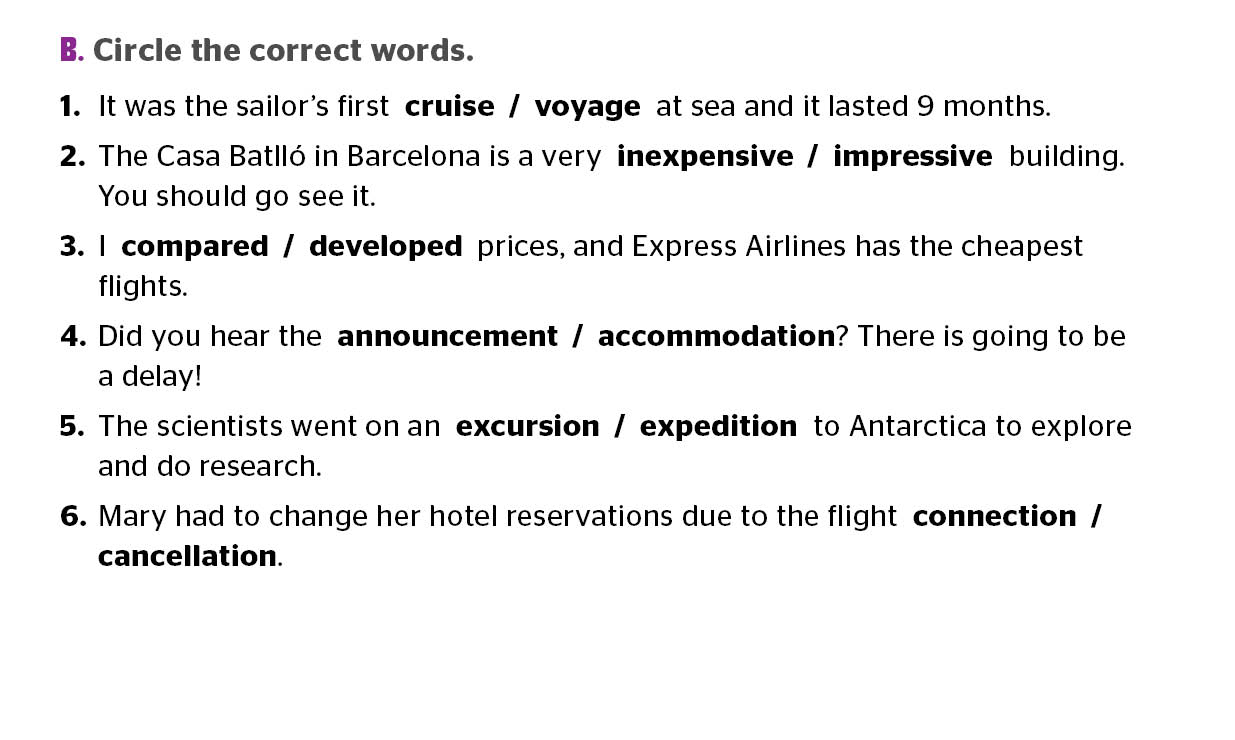 B. Circle the correct words.
1. It was the sailor’s first cruise / voyage at sea and it lasted 9 months.
2. The Casa Batlló in Barcelona is a very inexpensive / impressive building.
You should go see it.
3. I compared / developed prices, and Express Airlines has the cheapest
flights.
4. Did you hear the announcement / accommodation? There is going to be
a delay!
5. The scientists went on an excursion / expedition to Antarctica to explore
and do research.
6. Mary had to change her hotel reservations due to the flight connection /
cancellation.